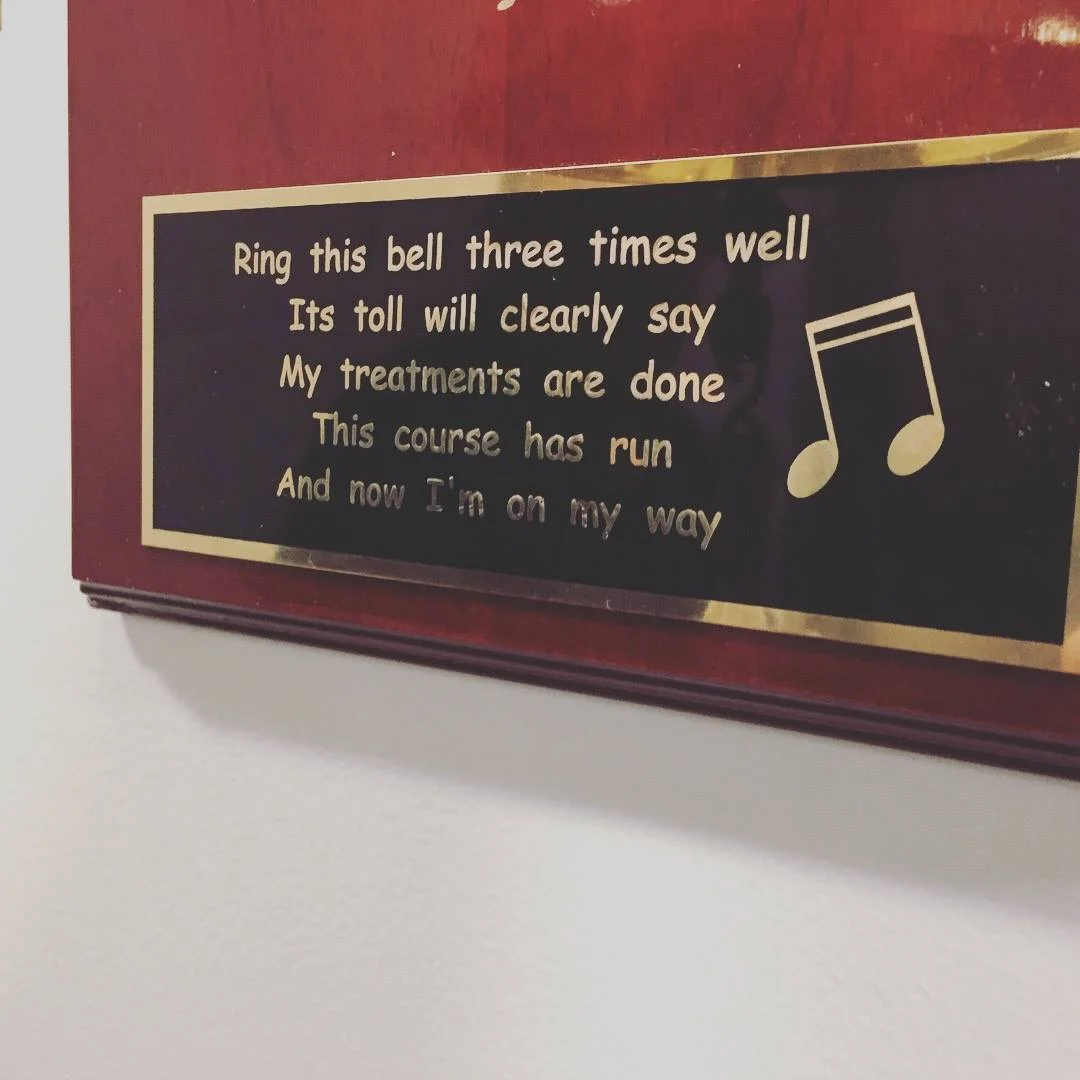 Ring this bell three times well
Its toll will clearly say
My treatments are done
This course has run
And now I'm on my way